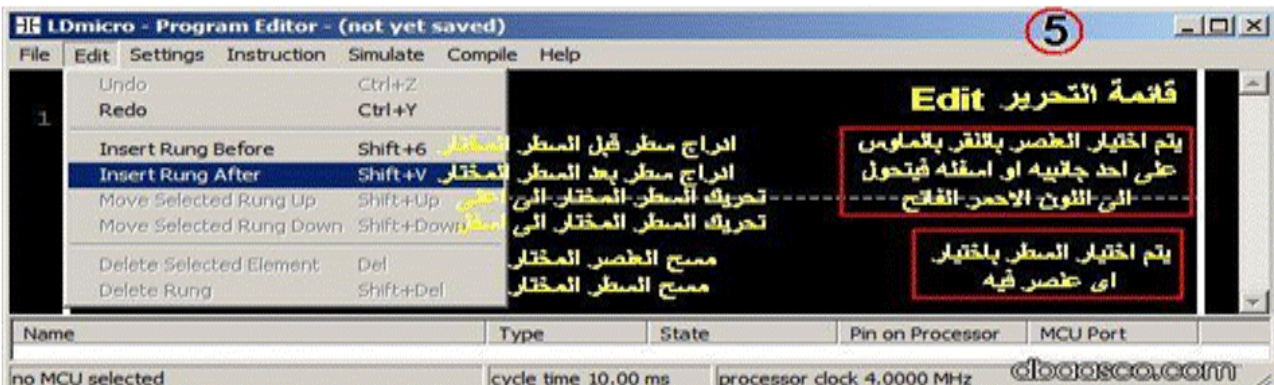 LDmicro - Program Editor - (not yet saved)
5
File Edit Settings Instruction Simulate Compile Help
قائمة التحرير Edit
1
Undo Ctrl+Z
Redo Ctrl+Y
Insert Rung Before Shift+6 ادراج سطر قبل السطر المختار
Insert Rung After Shift+V ادراج سطر بعد السطر المختار
Move Selected Rung Up Shift+Up تحريك السطر المختار الى اعلى
Move Selected Rung Down Shift+Down تحريك السطر المختار الى اسفل
Delete Selected Element Del مسح العنصر المختار
Delete Rung Shift+Del مسح السطر المختار
يتم اختيار العنصر بالنقر بالماوس
على احد جانبيه او اسفله فيتحول
الى اللون الاحمر الفاتح
يتم اختيار السطر باختيار
اى عنصر فيه
Name Type State Pin on Processor MCU Port
no MCU selected cycle time 10.00 ms processor clock 4.0000 MHz
dbaasco.com